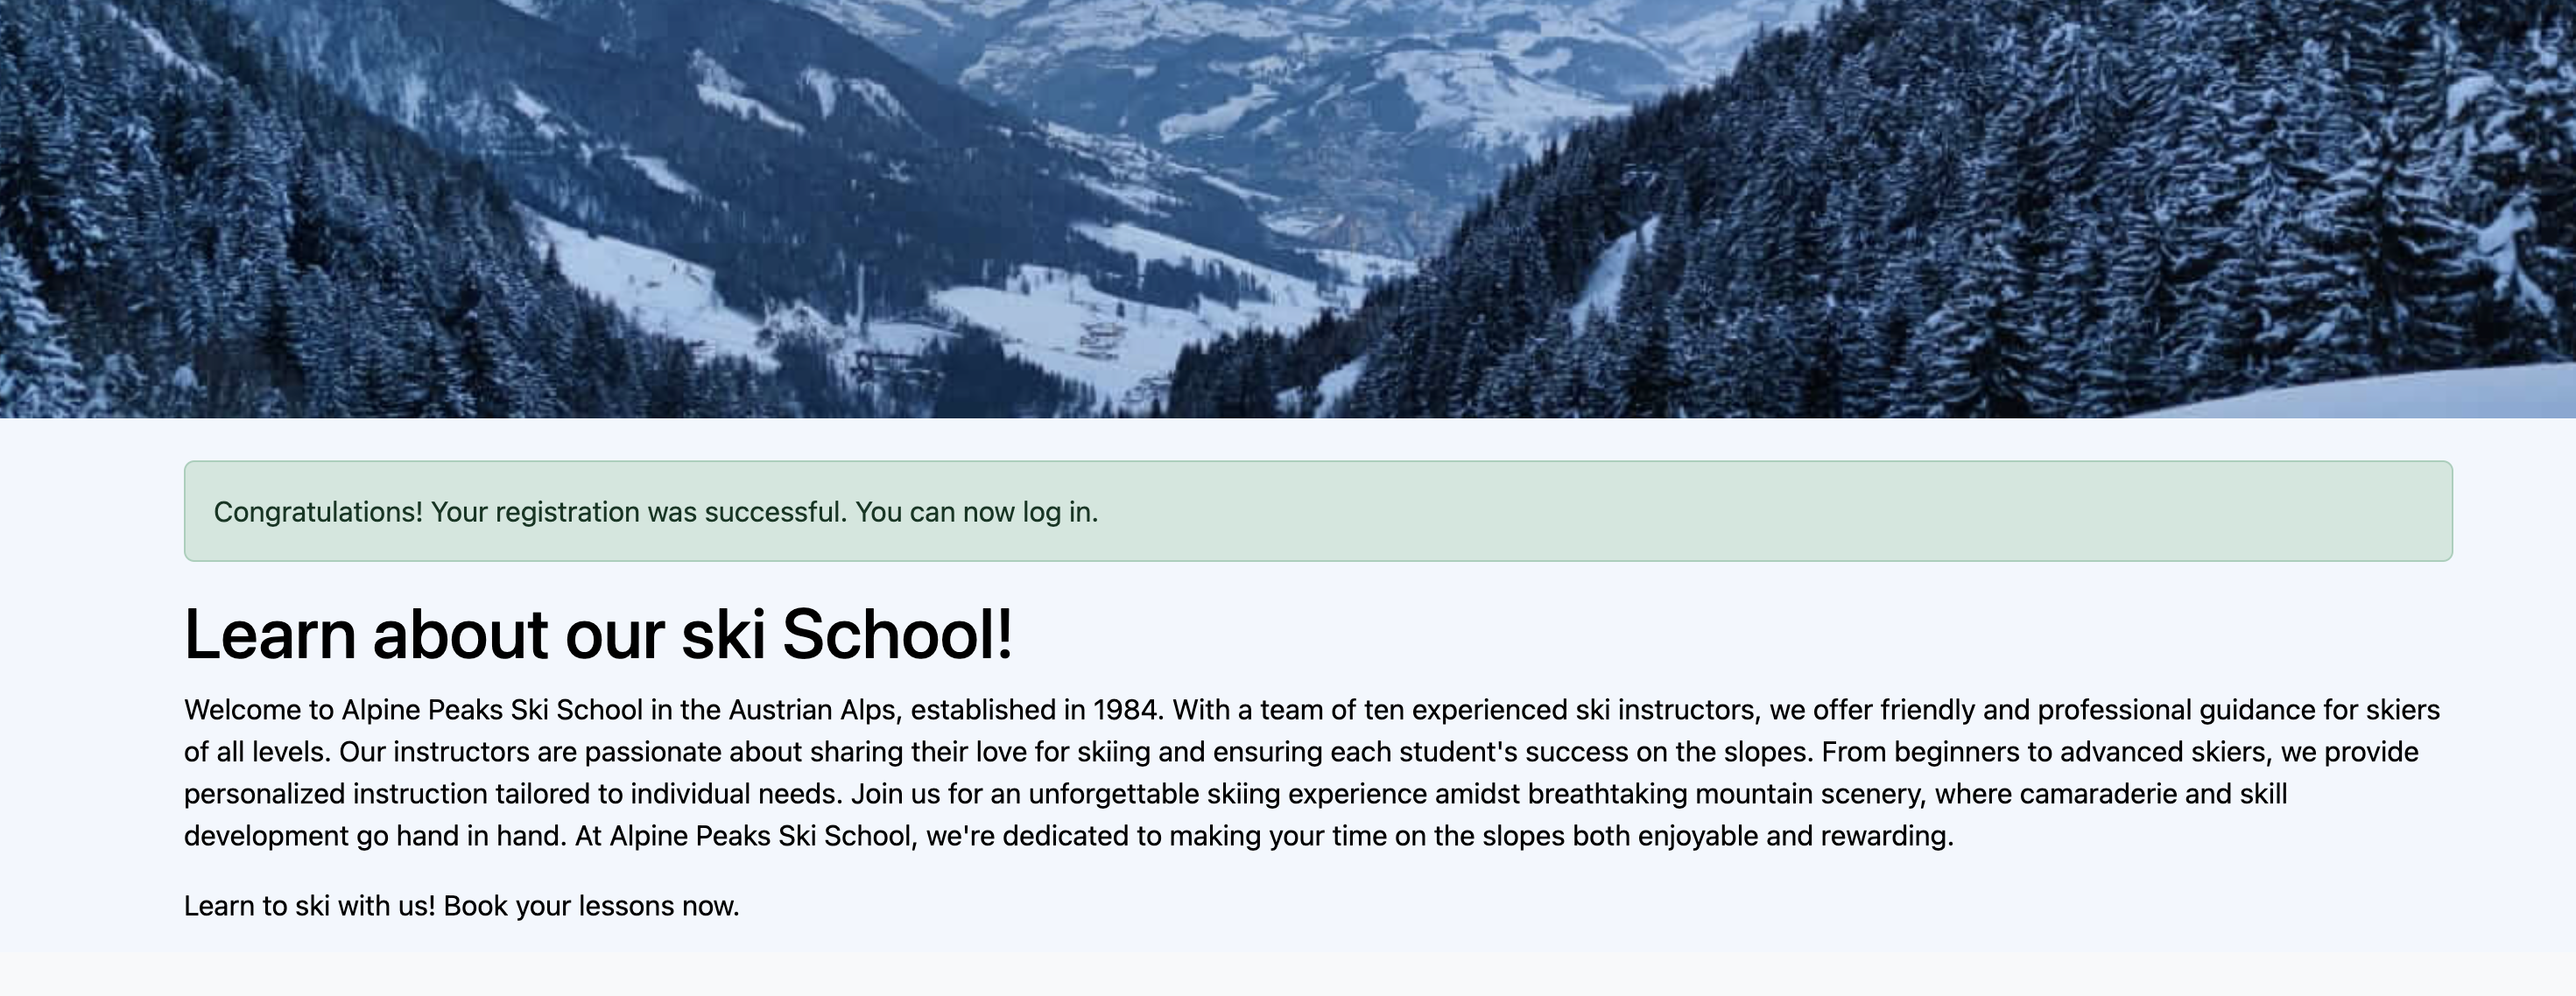 Congratulations! Your registration was successful. You can now log in.
Learn about our ski School!
Welcome to Alpine Peaks Ski School in the Austrian Alps, established in 1984. With a team of ten experienced ski instructors, we offer friendly and professional guidance for skiers
of all levels. Our instructors are passionate about sharing their love for skiing and ensuring each student's success on the slopes. From beginners to advanced skiers, we provide
personalized instruction tailored to individual needs. Join us for an unforgettable skiing experience amidst breathtaking mountain scenery, where camaraderie and skill
development go hand in hand. At Alpine Peaks Ski School, we're dedicated to making your time on the slopes both enjoyable and rewarding.
Learn to ski with us! Book your lessons now.